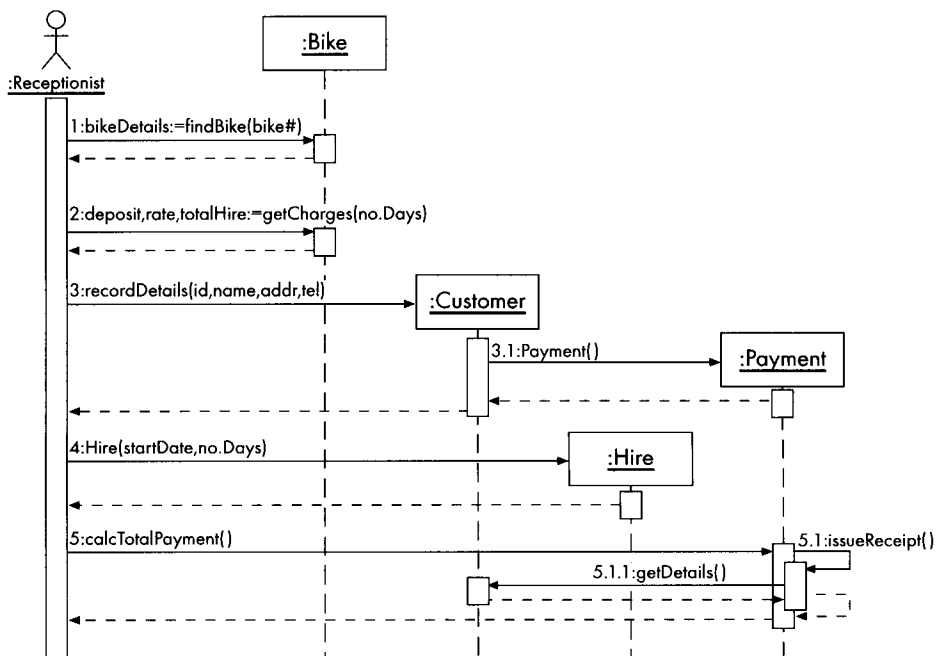 :Bike
:Receptionist
1:bikeDetails:=findBike(bike#)
2:deposit,rate,totalHire:=getCharges(no.Days)
3:recordDetails(id,name,addr,tel)
:Customer
3.1:Payment()
:Payment
4:Hire(startDate,no.Days)
:Hire
5:calcTotalPayment()
5.1:issueReceipt()
5.1.1:getDetails()